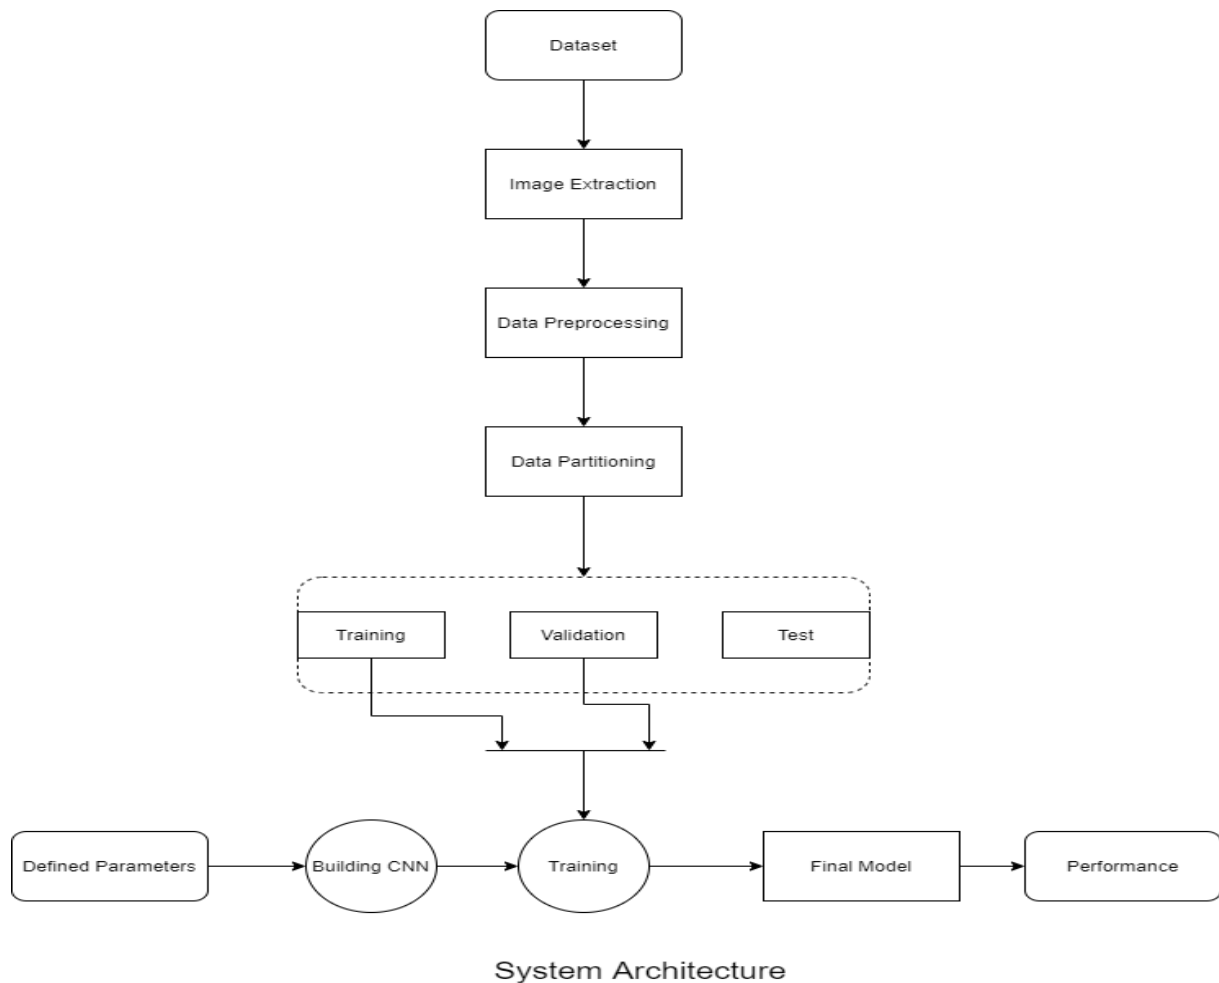 Dataset
Image Extraction
Data Preprocessing
Data Partitioning
Training
Validation
Test
Defined Parameters
Building CNN
Training
Final Model
Performance
System Architecture